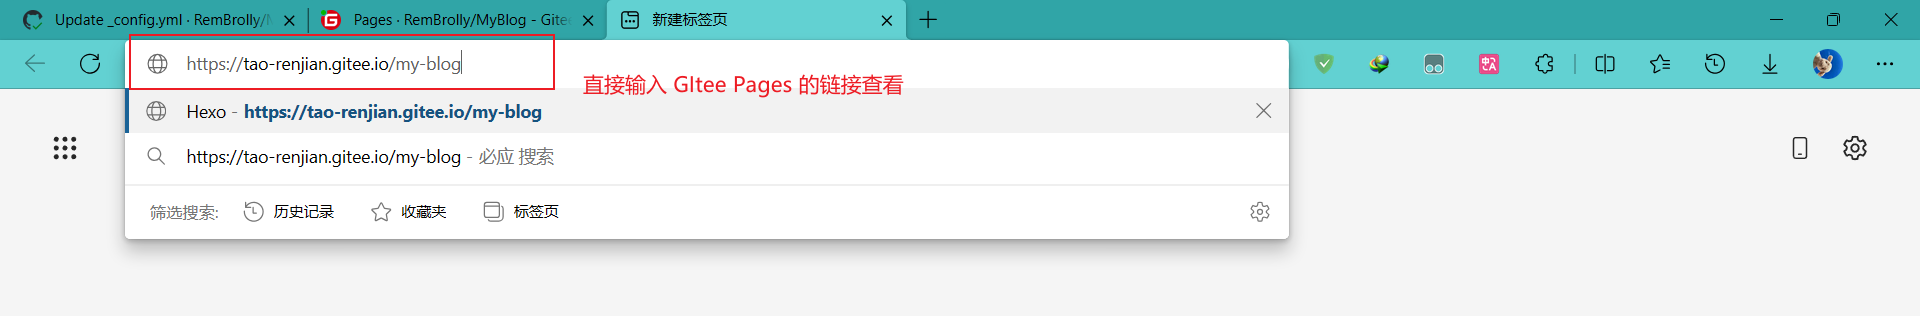 Update _config.yml · RemBrolly/
Pages · RemBrolly/MyBlog - Gite
新建标签页
https://tao-renjian.gitee.io/my-blog
直接输入 GItee Pages 的链接查看
Hexo - https://tao-renjian.gitee.io/my-blog
https://tao-renjian.gitee.io/my-blog - 必应 搜索
筛选搜索: 历史记录 收藏夹 标签页